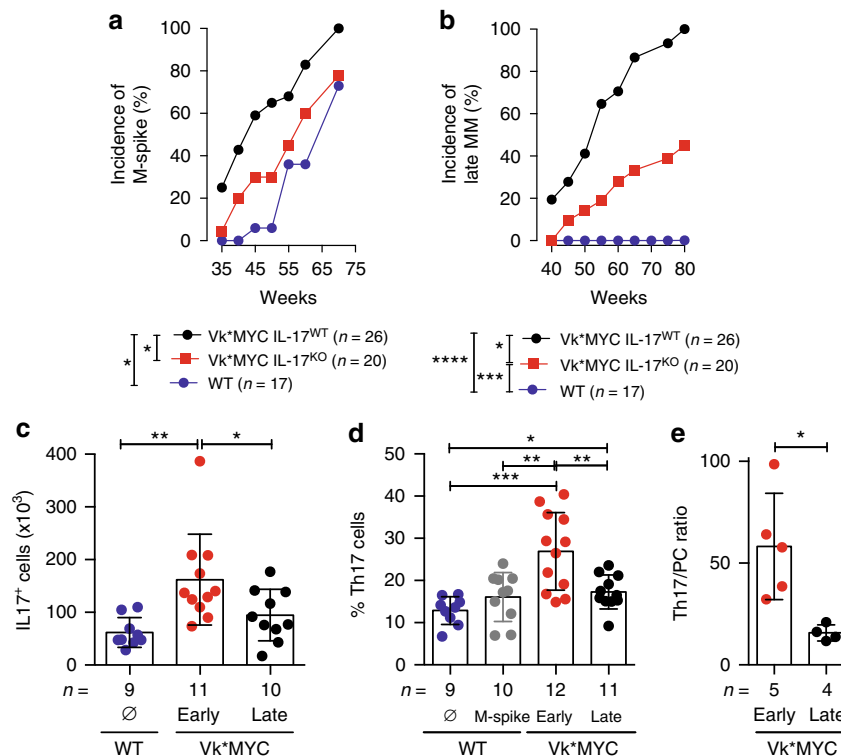 a
Incidence of
M-spike (%)
100
80
60
40
20
0
35 45 55 65 75
Weeks
* *
Vk*MYC IL-17WT (n = 26)
Vk*MYC IL-17KO (n = 20)
WT (n = 17)
b
Incidence of
late MM (%)
100
80
60
40
20
0
40 50 60 70 80
Weeks
**** * ***
Vk*MYC IL-17WT (n = 26)
Vk*MYC IL-17KO (n = 20)
WT (n = 17)
c
IL17+ cells (x103)
400
300
200
100
0
** *
n = 9 11 10
∅ Early Late
WT Vk*MYC
d
% Th17 cells
50
40
30
20
10
0
*
** **
***
9 10 12 11
∅ M-spike Early Late
WT Vk*MYC
e
Th17/PC ratio
100
50
0
*
n = 5 4
Early Late
Vk*MYC